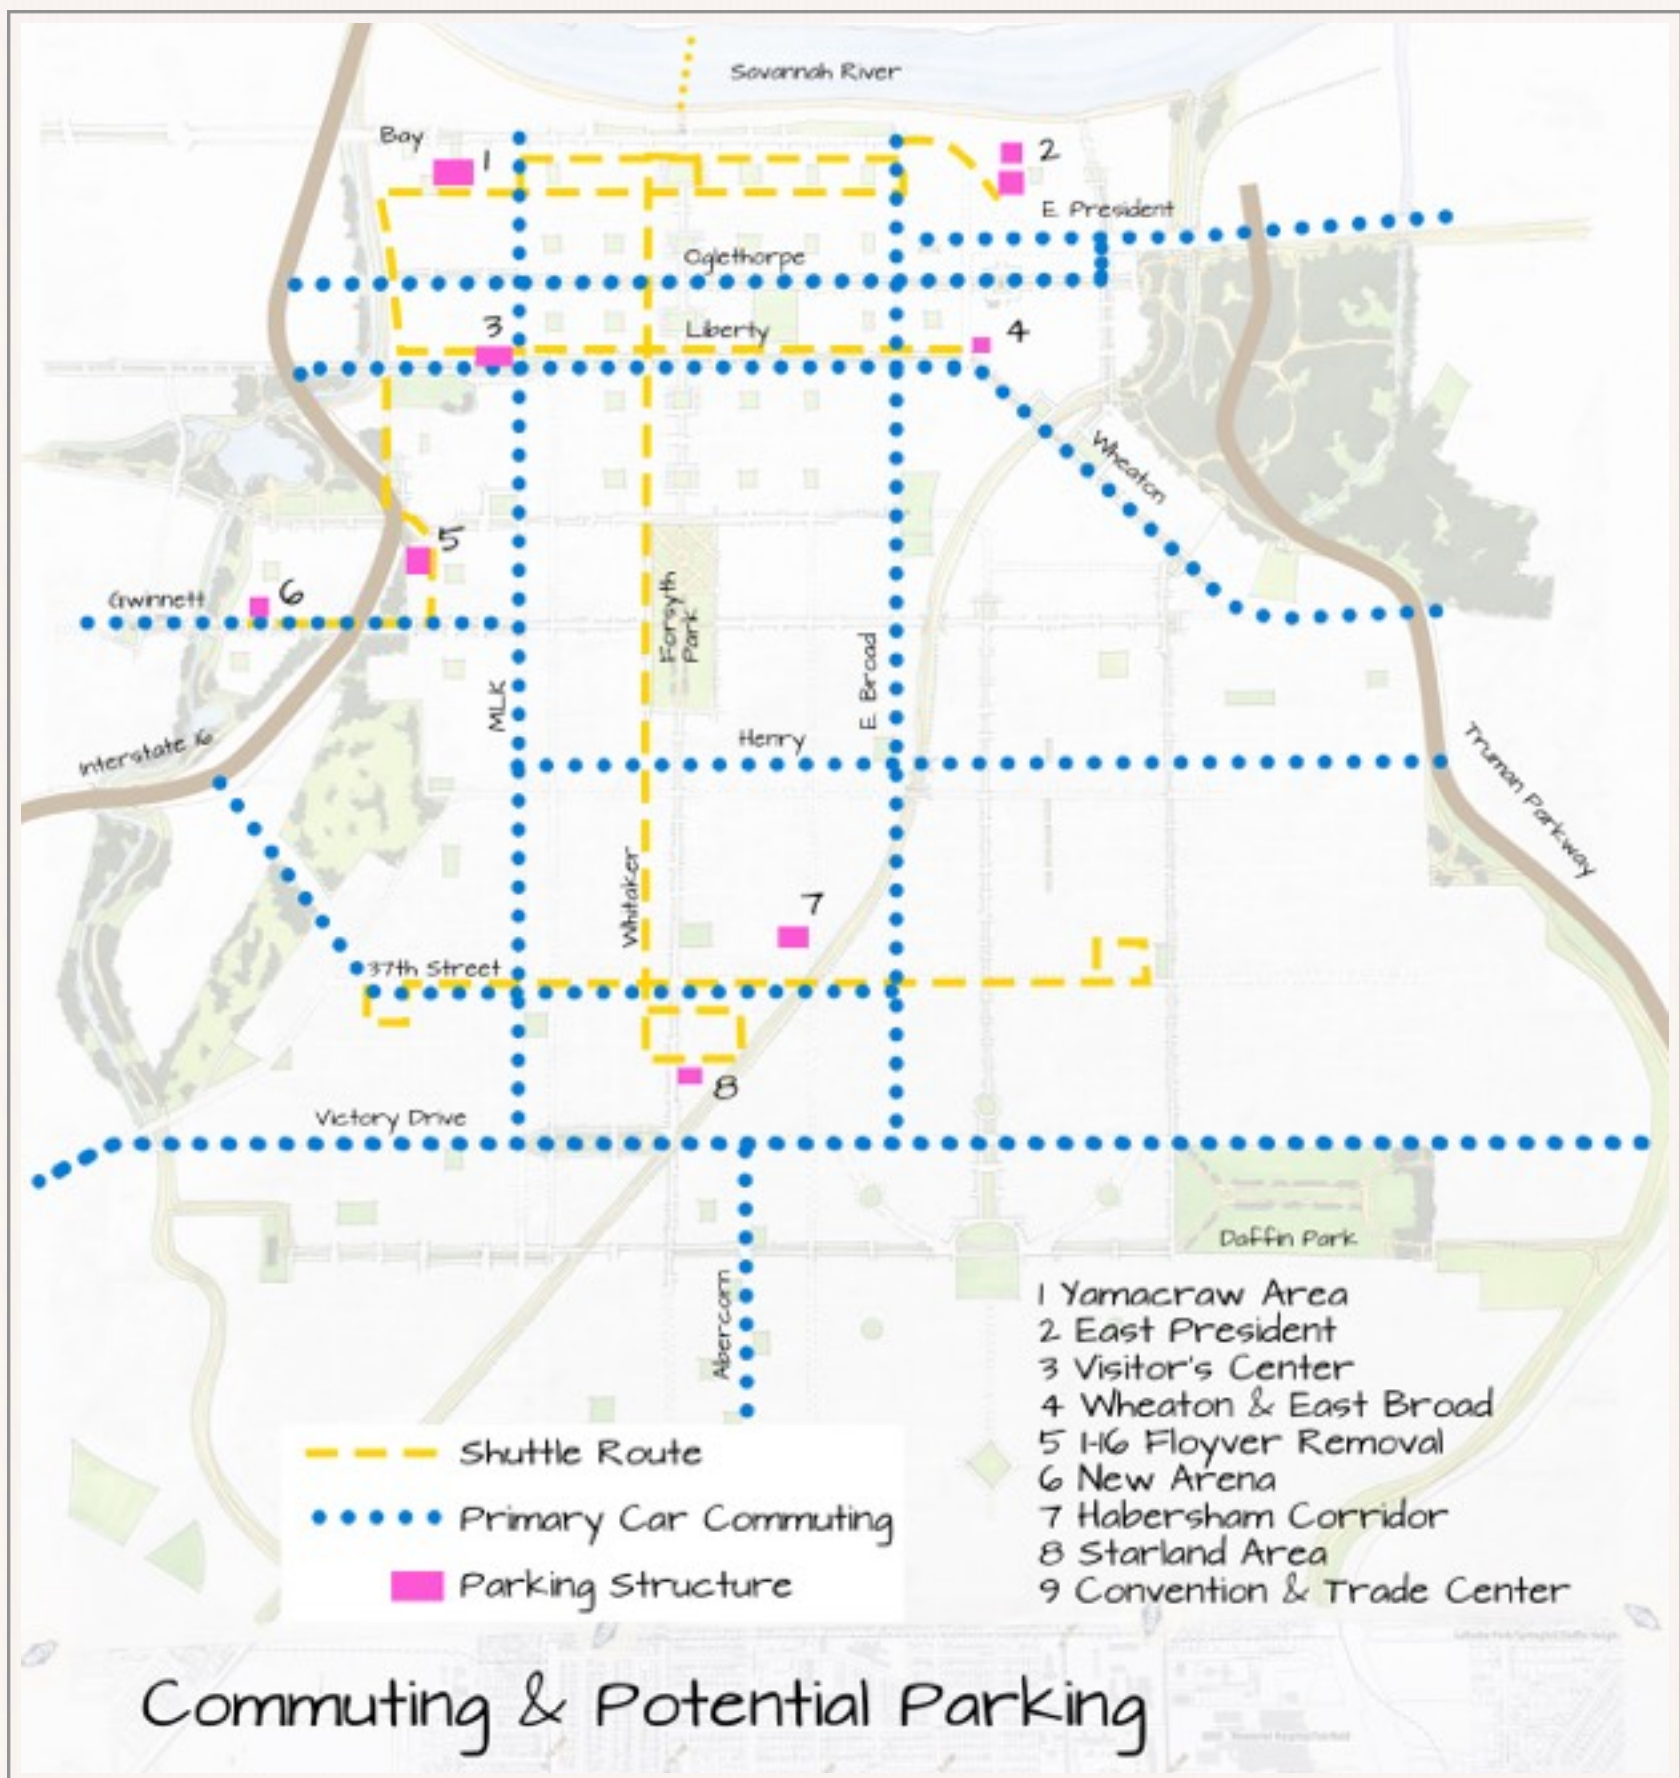 Savannah River
Bay
1
2
E. President
Oglethorpe
3
Liberty
4
Wheaton
5
Gwinnett
6
Forsyth
Park
MLK
E. Broad
Henry
Interstate 16
Truman Parkway
Whitaker
7
37th Street
8
Victory Drive
Daffin Park
Abercorn
1 Yamacraw Area
2 East President
3 Visitor's Center
4 Wheaton & East Broad
5 I-16 Floyver Removal
6 New Arena
7 Habersham Corridor
8 Starland Area
9 Convention & Trade Center
Shuttle Route
Primary Car Commuting
Parking Structure
Commuting & Potential Parking